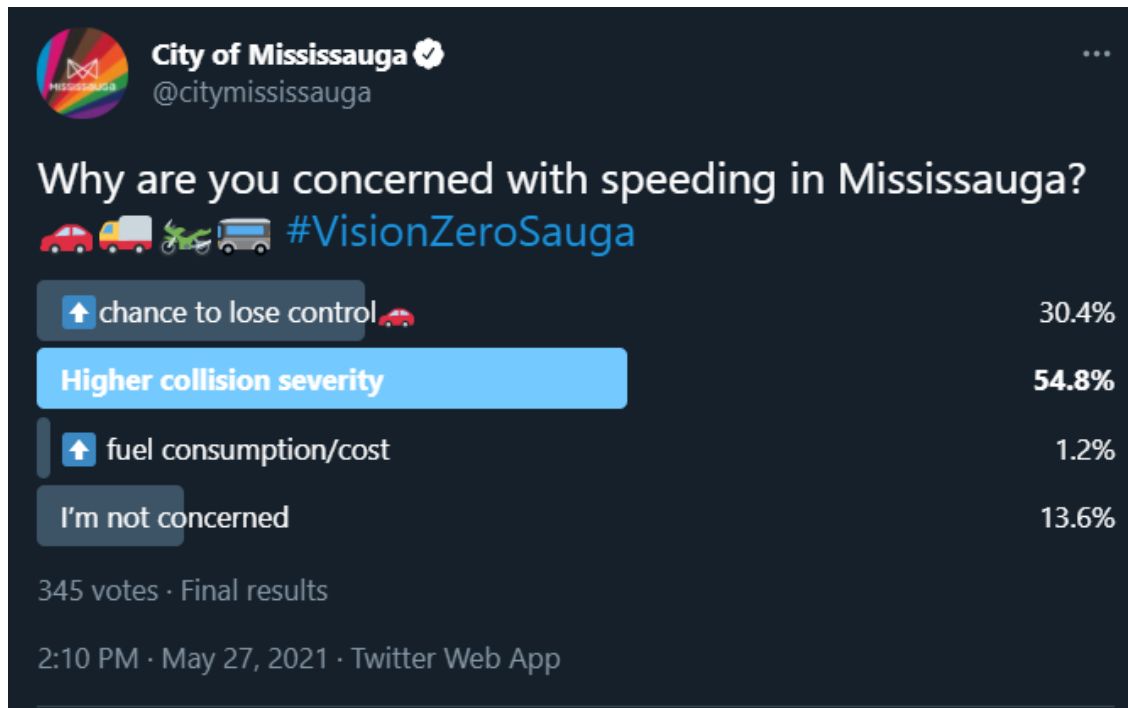 City of Mississauga
@citymississauga
MISSISSAUGA
Why are you concerned with speeding in Mississauga?
🚗🚚🏍️🚐 #VisionZeroSauga
⬆️chance to lose control🚗 30.4%
Higher collision severity 54.8%
⬆️ fuel consumption/cost 1.2%
I'm not concerned 13.6%
345 votes · Final results
2:10 PM · May 27, 2021 · Twitter Web App